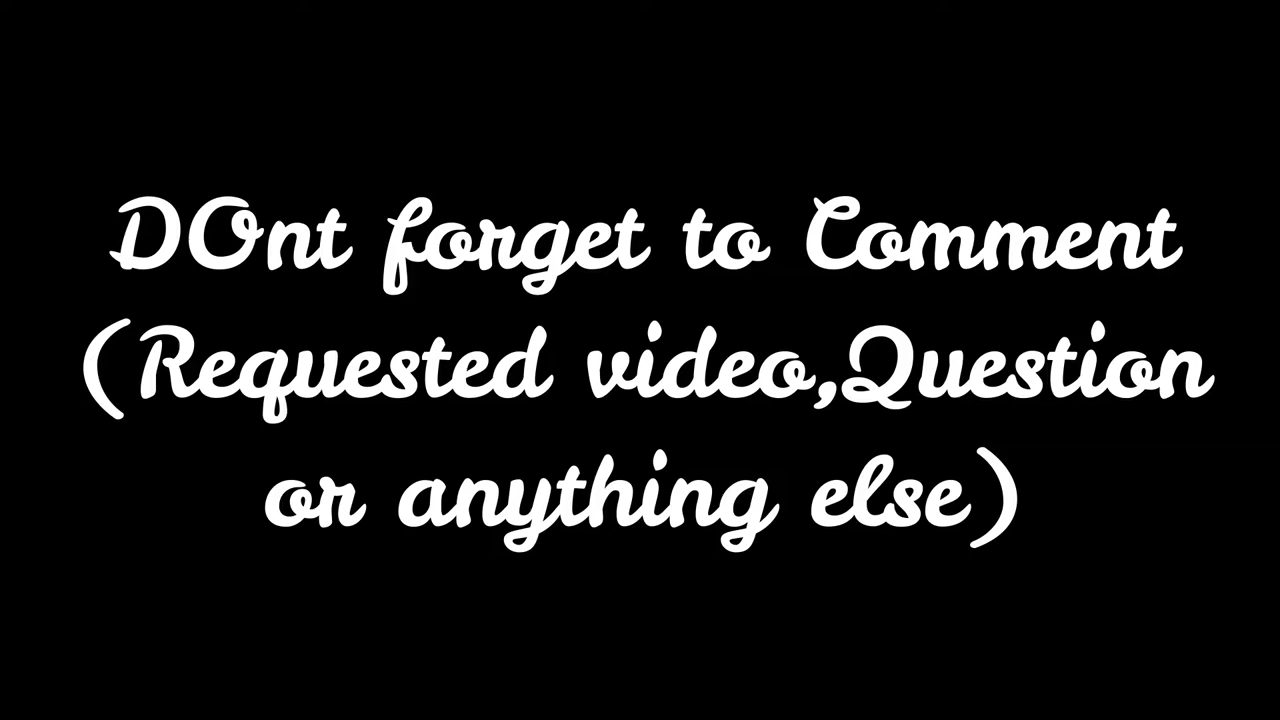 DOnt forget to Comment
(Requested video,Question
or anything else)